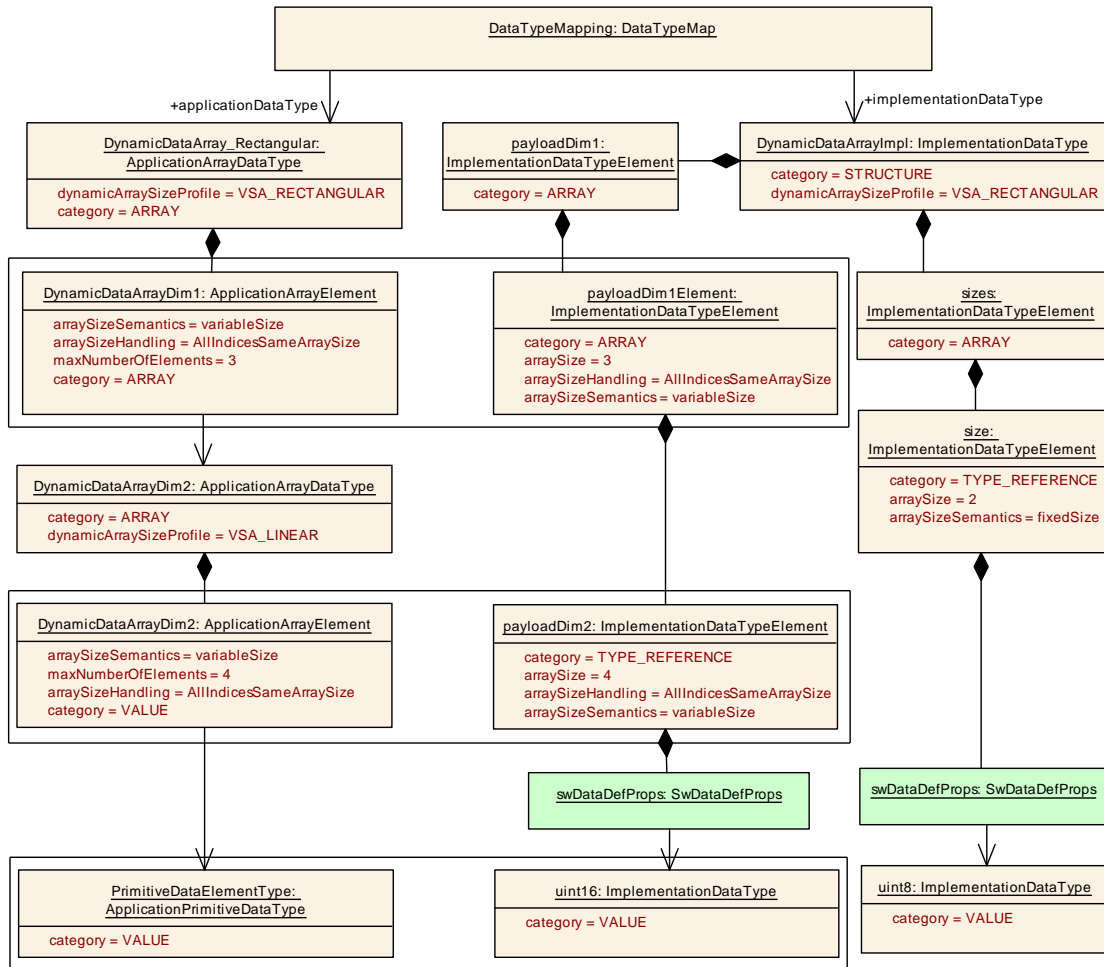 DataTypeMapping: DataTypeMap
+applicationDataType
+implementationDataType
DynamicDataArray_Rectangular:
ApplicationArrayDataType
dynamicArraySizeProfile = VSA_RECTANGULAR
category = ARRAY
payloadDim1:
ImplementationDataTypeElement
category = ARRAY
DynamicDataArrayImpl: ImplementationDataType
category = STRUCTURE
dynamicArraySizeProfile = VSA_RECTANGULAR
DynamicDataArrayDim1: ApplicationArrayElement
arraySizeSemantics = variableSize
arraySizeHandling = AllIndicesSameArraySize
maxNumberOfElements = 3
category = ARRAY
payloadDim1Element:
ImplementationDataTypeElement
category = ARRAY
arraySize = 3
arraySizeHandling = AllIndicesSameArraySize
arraySizeSemantics = variableSize
sizes:
ImplementationDataTypeElement
category = ARRAY
size:
ImplementationDataTypeElement
category = TYPE_REFERENCE
arraySize = 2
arraySizeSemantics = fixedSize
DynamicDataArrayDim2: ApplicationArrayDataType
category = ARRAY
dynamicArraySizeProfile = VSA_LINEAR
DynamicDataArrayDim2: ApplicationArrayElement
arraySizeSemantics = variableSize
maxNumberOfElements = 4
arraySizeHandling = AllIndicesSameArraySize
category = VALUE
payloadDim2: ImplementationDataTypeElement
category = TYPE_REFERENCE
arraySize = 4
arraySizeHandling = AllIndicesSameArraySize
arraySizeSemantics = variableSize
swDataDefProps: SwDataDefProps
swDataDefProps: SwDataDefProps
PrimitiveDataElementType:
ApplicationPrimitiveDataType
category = VALUE
uint16: ImplementationDataType
category = VALUE
uint8: ImplementationDataType
category = VALUE